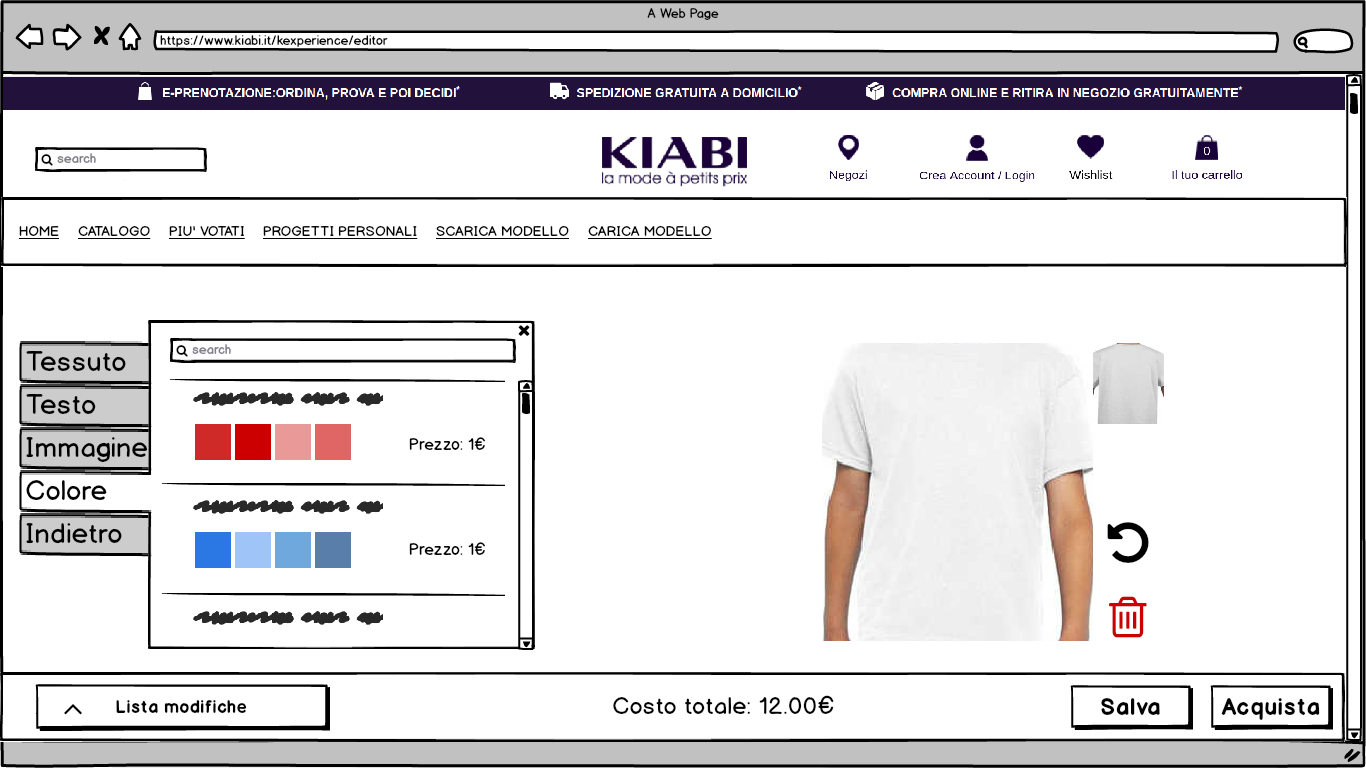 A Web Page
https://www.kiabi.it/kexperience/editor
E-PRENOTAZIONE:ORDINA, PROVA E POI DECIDI* SPEDIZIONE GRATUITA A DOMICILIO* COMPRA ONLINE E RITIRA IN NEGOZIO GRATUITAMENTE*
search
KIABI
la mode à petits prix
Negozi
Crea Account / Login
Wishlist
0
Il tuo carrello
HOME CATALOGO PIU' VOTATI PROGETTI PERSONALI SCARICA MODELLO CARICA MODELLO
Tessuto
Testo
Immagine
Colore
Indietro
search
Prezzo: 1€
Prezzo: 1€
Lista modifiche
Costo totale: 12.00€
Salva
Acquista